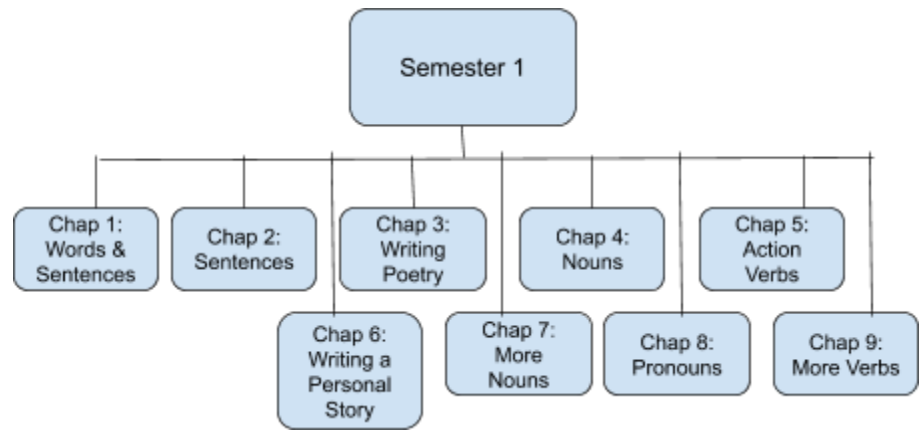 Semester 1
Chap 1:
Words &
Sentences
Chap 2:
Sentences
Chap 3:
Writing
Poetry
Chap 4:
Nouns
Chap 5:
Action
Verbs
Chap 6:
Writing a
Personal
Story
Chap 7:
More
Nouns
Chap 8:
Pronouns
Chap 9:
More Verbs